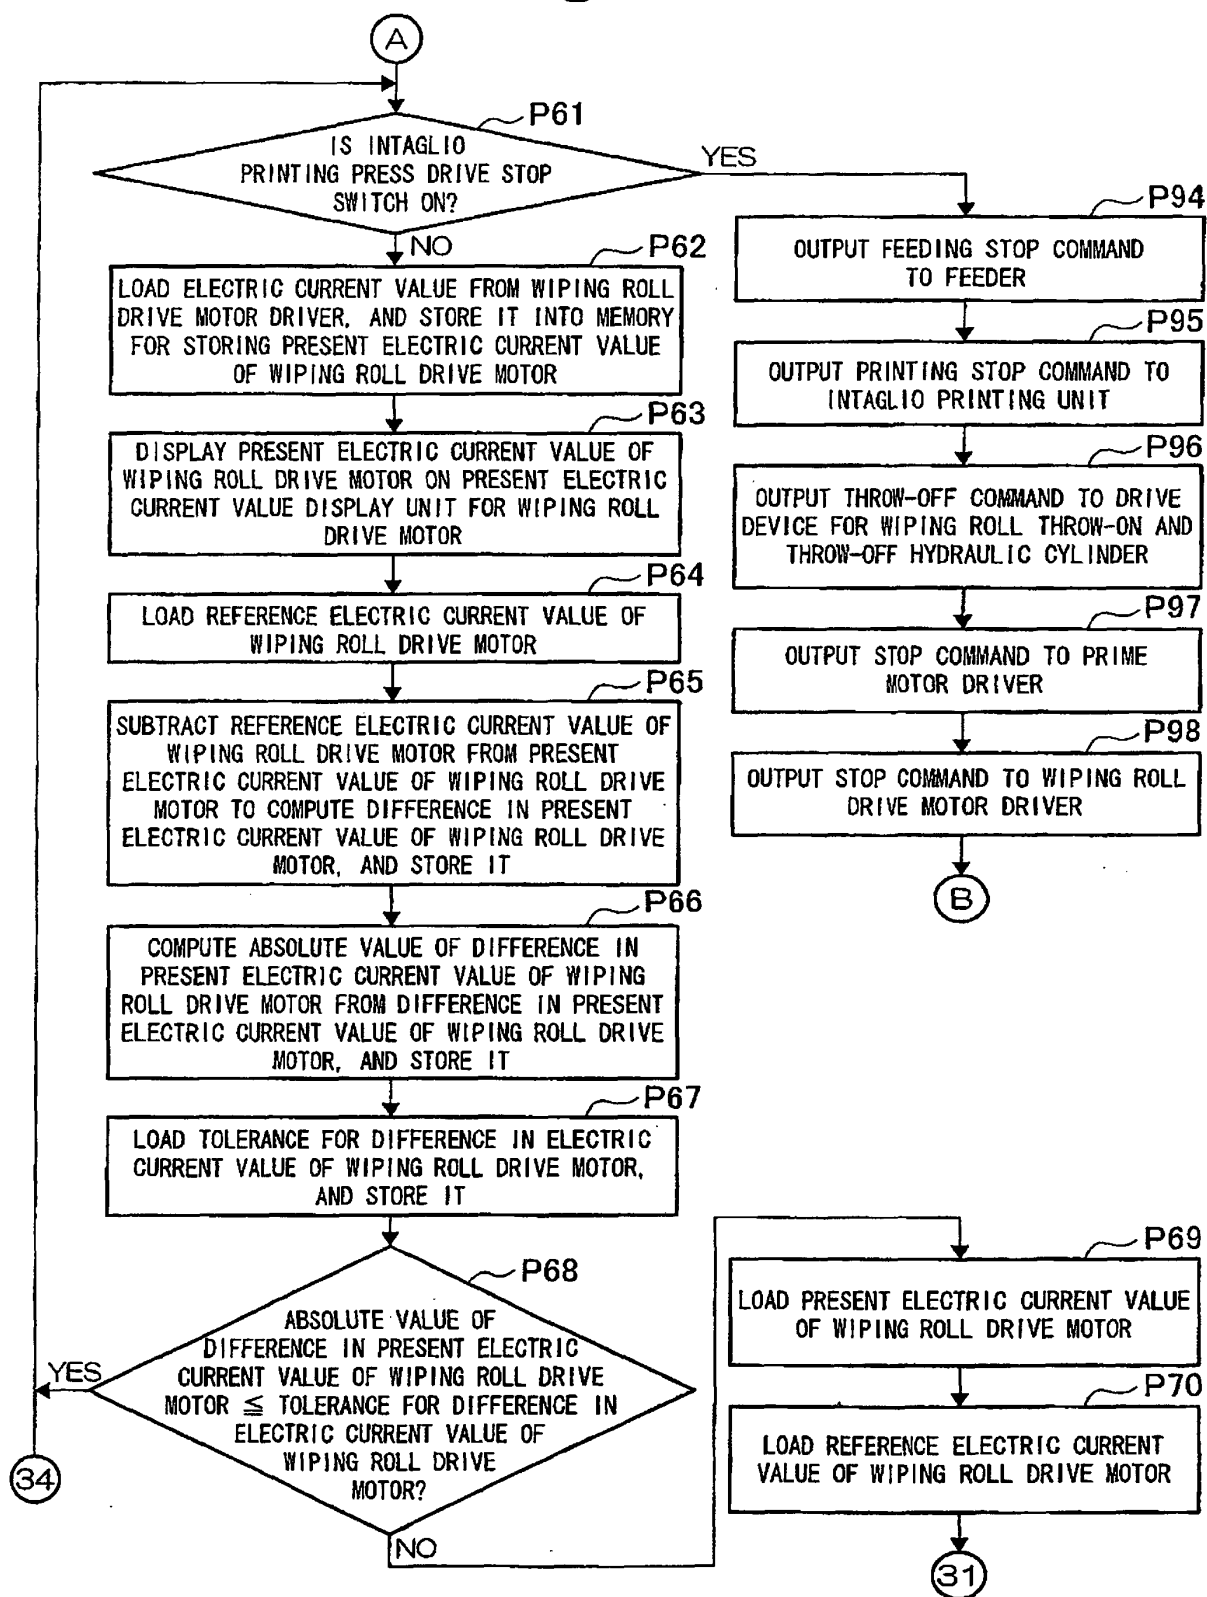 A
P61
IS INTAGLIO
PRINTING PRESS DRIVE STOP
SWITCH ON?
YES
NO
P62
LOAD ELECTRIC CURRENT VALUE FROM WIPING ROLL
DRIVE MOTOR DRIVER, AND STORE IT INTO MEMORY
FOR STORING PRESENT ELECTRIC CURRENT VALUE
OF WIPING ROLL DRIVE MOTOR
P63
DISPLAY PRESENT ELECTRIC CURRENT VALUE OF
WIPING ROLL DRIVE MOTOR ON PRESENT ELECTRIC
CURRENT VALUE DISPLAY UNIT FOR WIPING ROLL
DRIVE MOTOR
P64
LOAD REFERENCE ELECTRIC CURRENT VALUE OF
WIPING ROLL DRIVE MOTOR
P65
SUBTRACT REFERENCE ELECTRIC CURRENT VALUE OF
WIPING ROLL DRIVE MOTOR FROM PRESENT
ELECTRIC CURRENT VALUE OF WIPING ROLL DRIVE
MOTOR TO COMPUTE DIFFERENCE IN PRESENT
ELECTRIC CURRENT VALUE OF WIPING ROLL DRIVE
MOTOR, AND STORE IT
P66
COMPUTE ABSOLUTE VALUE OF DIFFERENCE IN
PRESENT ELECTRIC CURRENT VALUE OF WIPING
ROLL DRIVE MOTOR FROM DIFFERENCE IN PRESENT
ELECTRIC CURRENT VALUE OF WIPING ROLL DRIVE
MOTOR, AND STORE IT
P67
LOAD TOLERANCE FOR DIFFERENCE IN ELECTRIC
CURRENT VALUE OF WIPING ROLL DRIVE MOTOR,
AND STORE IT
P68
ABSOLUTE VALUE OF
DIFFERENCE IN PRESENT ELECTRIC
CURRENT VALUE OF WIPING ROLL DRIVE
MOTOR ≦ TOLERANCE FOR DIFFERENCE IN
ELECTRIC CURRENT VALUE OF
WIPING ROLL DRIVE
MOTOR?
YES
34
NO
P94
OUTPUT FEEDING STOP COMMAND
TO FEEDER
P95
OUTPUT PRINTING STOP COMMAND TO
INTAGLIO PRINTING UNIT
P96
OUTPUT THROW-OFF COMMAND TO DRIVE
DEVICE FOR WIPING ROLL THROW-ON AND
THROW-OFF HYDRAULIC CYLINDER
P97
OUTPUT STOP COMMAND TO PRIME
MOTOR DRIVER
P98
OUTPUT STOP COMMAND TO WIPING ROLL
DRIVE MOTOR DRIVER
B
P69
LOAD PRESENT ELECTRIC CURRENT VALUE
OF WIPING ROLL DRIVE MOTOR
P70
LOAD REFERENCE ELECTRIC CURRENT
VALUE OF WIPING ROLL DRIVE MOTOR
31